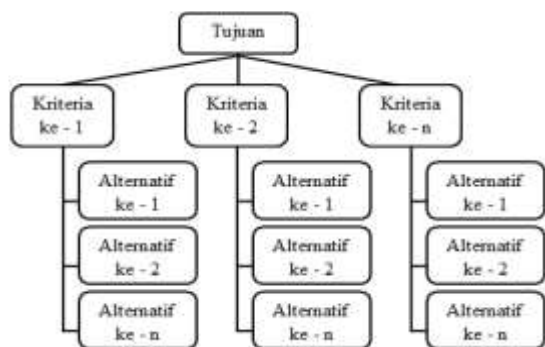 Tujuan
Kriteria
ke - 1
Kriteria
ke - 2
Kriteria
ke - n
Alternatif
ke - 1
Alternatif
ke - 1
Alternatif
ke - 1
Alternatif
ke - 2
Alternatif
ke - 2
Alternatif
ke - 2
Alternatif
ke - n
Alternatif
ke - n
Alternatif
ke - n